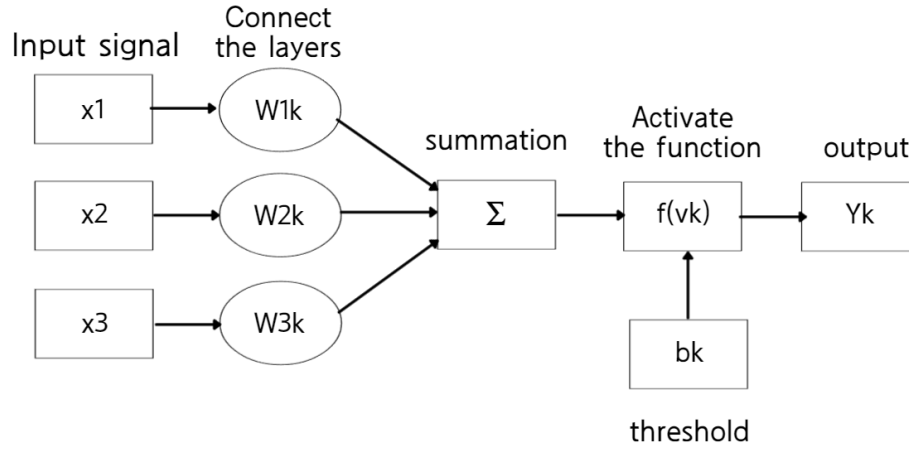 Input signal
Connect
the layers
x1
W1k
x2
W2k
x3
W3k
summation
Σ
Activate
the function
f(vk)
output
Yk
bk
threshold